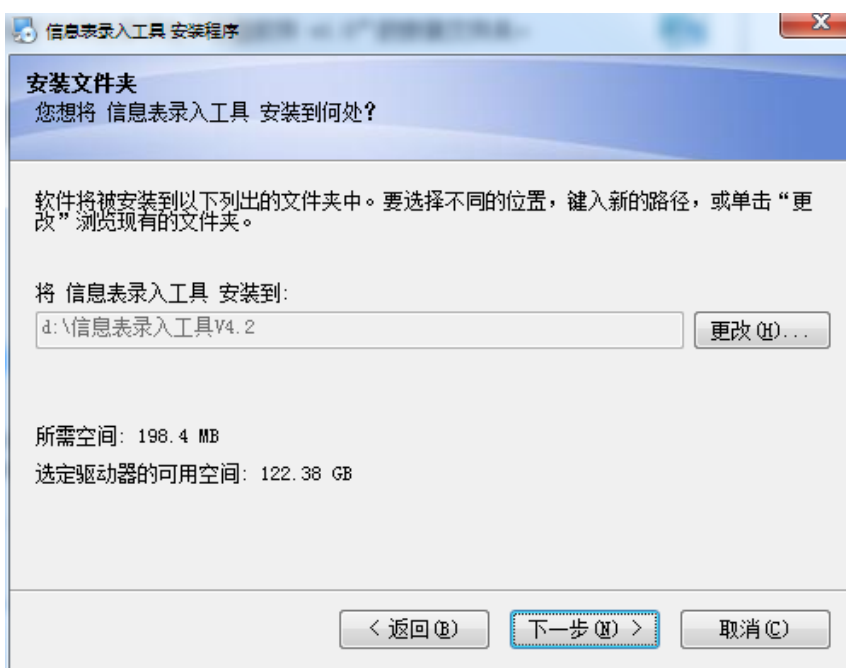 信息表录入工具 安装程序
安装文件夹
您想将 信息表录入工具 安装到何处?
软件将被安装到以下列出的文件夹中。要选择不同的位置，键入新的路径，或单击“更
改”浏览现有的文件夹。
将 信息表录入工具 安装到:
d:\信息表录入工具V4.2
更改(H)...
所需空间: 198.4 MB
选定驱动器的可用空间: 122.38 GB
< 返回(B)
下一步(N) >
取消(C)